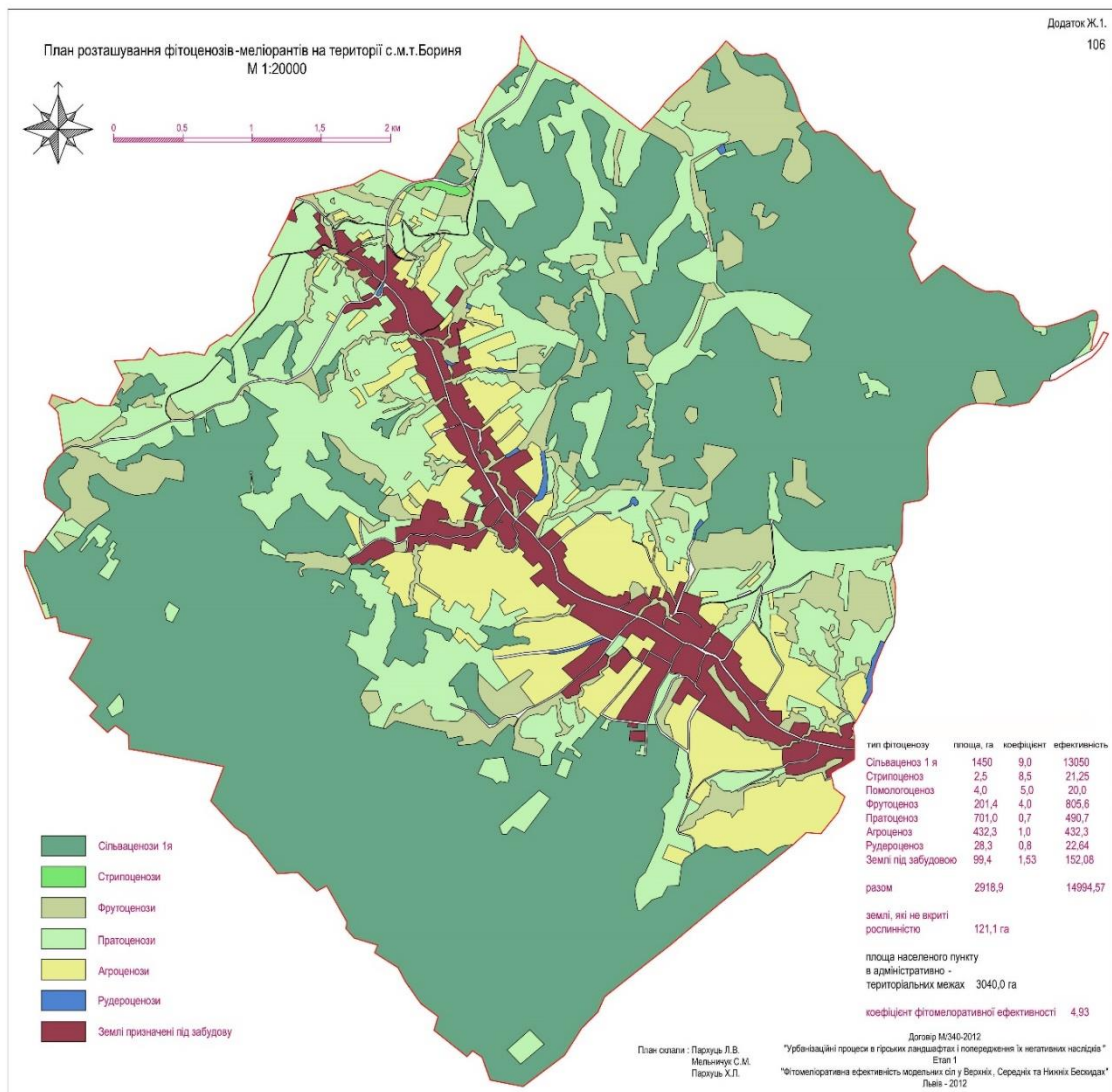 Додаток Ж.1.
106
План розташування фітоценозів-меліорантів на території с.м.т.Бориня
М 1:20000
0 0,5 1 1,5 2 км
тип фітоценозу площа, га коефіцієнт ефективність
Сільваценоз 1 я 1450 9,0 13050
Стрипоценоз 2,5 8,5 21,25
Помологоценоз 4,0 5,0 20,0
Фрутоценоз 201,4 4,0 805,6
Пратоценоз 701,0 0,7 490,7
Агроценоз 432,3 1,0 432,3
Рудероценоз 28,3 0,8 22,64
Землі під забудовою 99,4 1,53 152,08
разом 2918,9 14994,57
землі, які не вкриті
рослинністю 121,1 га
площа населеного пункту
в адміністративно -
територіальних межах 3040,0 га
коефіцієнт фітомелоративної ефективності 4,93
Сільваценози 1я
Стрипоценози
Фрутоценози
Пратоценози
Агроценози
Рудероценози
Землі призначені під забудову
План склали : Пархуць Л.В.
Мельничук С.М.
Пархуць Х.Л.
Договір М/340-2012
"Урбанізаційні процеси в гірських ландшафтах і попередження їх негативних наслідків "
Етап 1
"Фітомеліоративна ефективність модельних сіл у Верхніх , Середніх та Нижніх Бескидах"
Львів - 2012